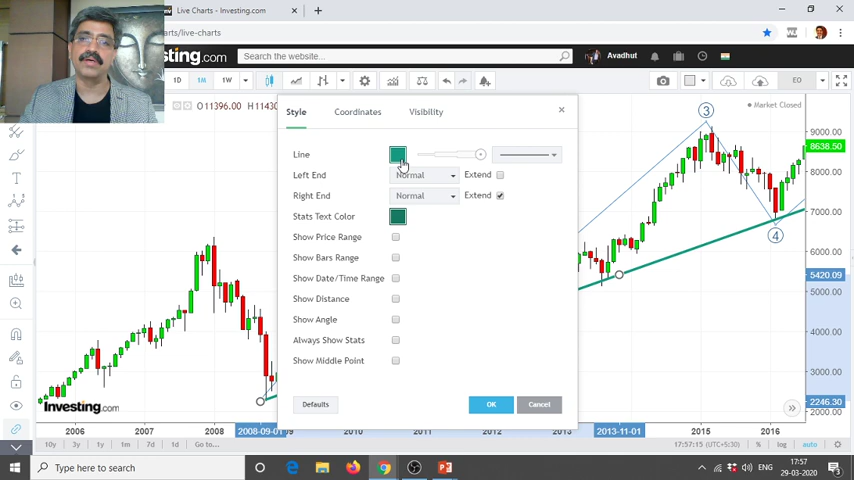 Live Charts - Investing.com
rts/live-charts
sting.com
Search the website...
Avadhut
1D
1M
1W
EO
O11396.00 H11430
Style
Coordinates
Visibility
Market Closed
Line
Left End
Normal
Extend
Right End
Normal
Extend
Stats Text Color
Show Price Range
Show Bars Range
Show Date/Time Range
Show Distance
Show Angle
Always Show Stats
Show Middle Point
Defaults
OK
Cancel
3
4
9000.00
8638.50
8000.00
7000.00
6000.00
5420.09
5000.00
4000.00
3000.00
2246.30
2000.00
Investing.com
2006
2007
2008
2008-09-01
2010
2011
2012
2013
2013-11-01
2015
2016
10y
3y
1y
1m
7d
1d
Go to...
17:57:15 (UTC+5:30)
%
log
auto
Type here to search
ENG
17:57
29-03-2020